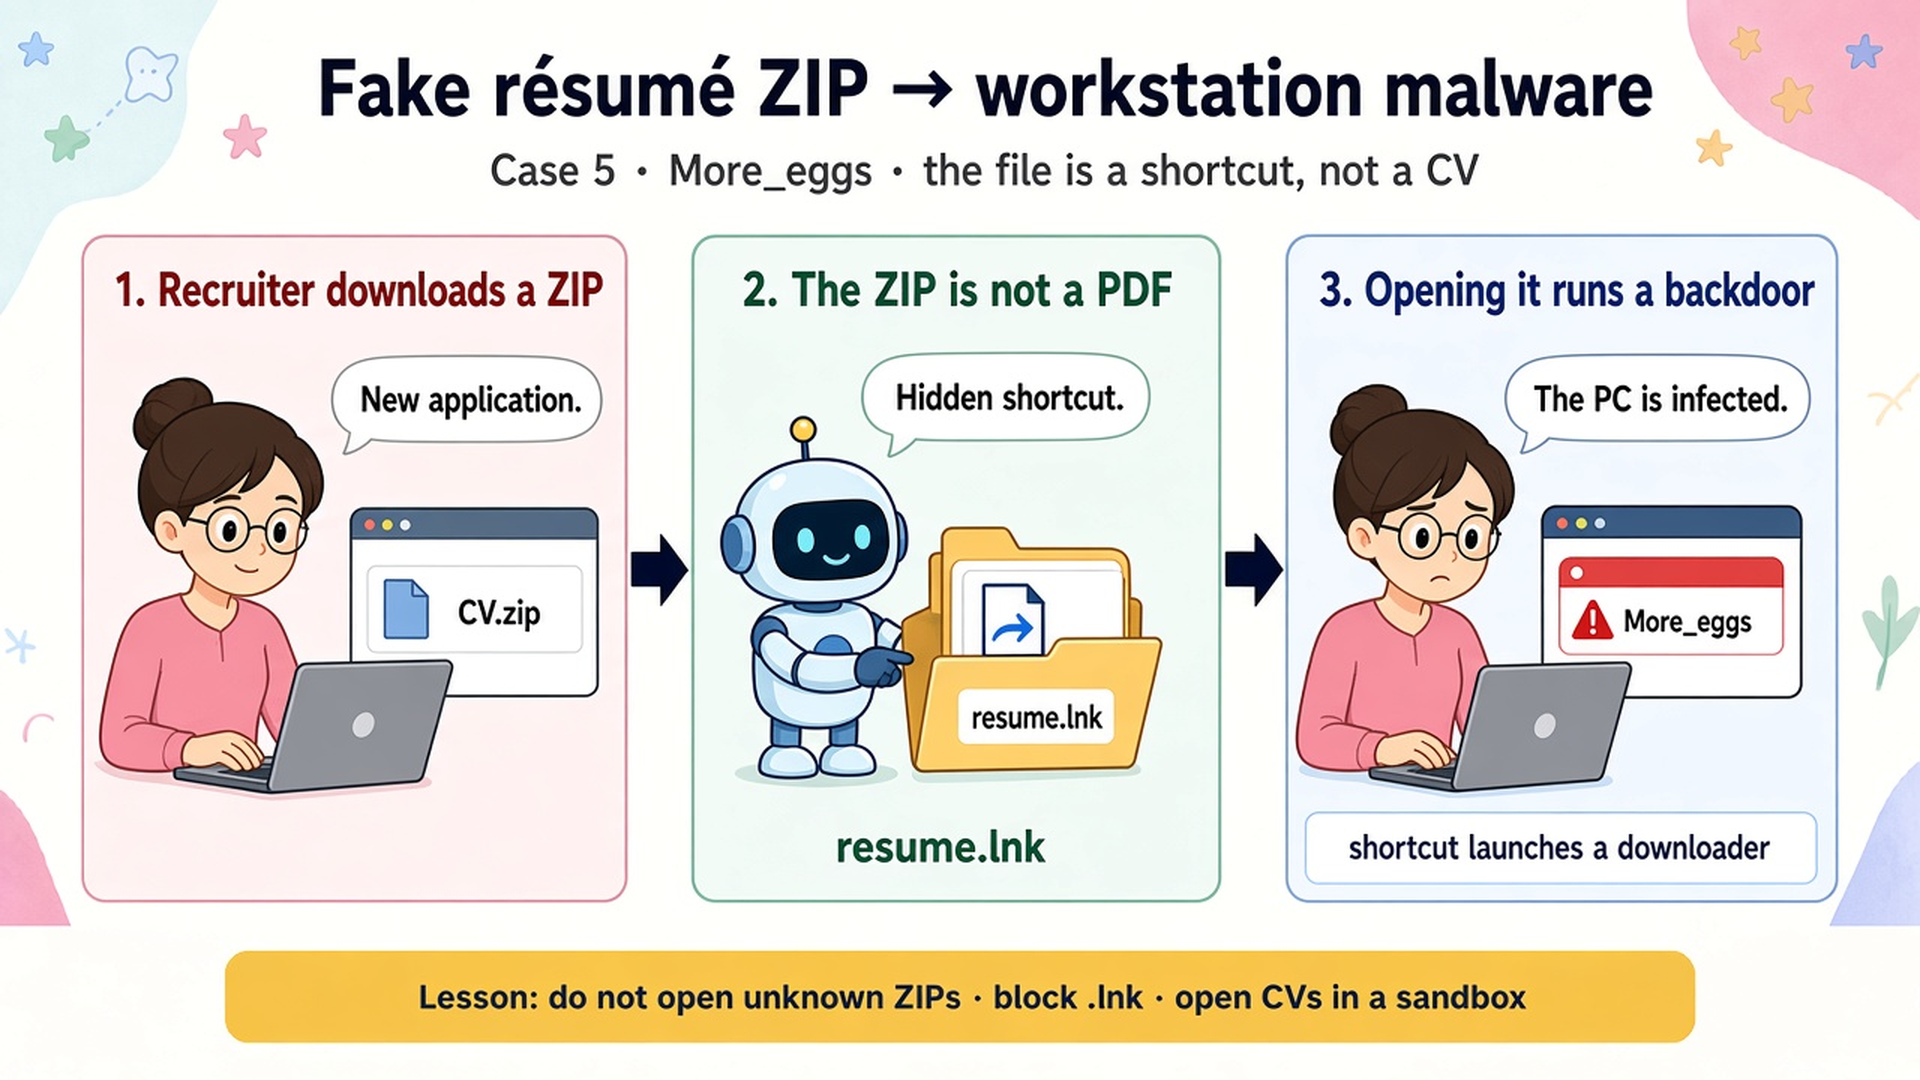 Fake résumé ZIP → workstation malware
Case 5 • More_eggs • the file is a shortcut, not a CV
1. Recruiter downloads a ZIP
New application.
CV.zip
2. The ZIP is not a PDF
Hidden shortcut.
resume.lnk
resume.lnk
3. Opening it runs a backdoor
The PC is infected.
More_eggs
shortcut launches a downloader
Lesson: do not open unknown ZIPs · block .lnk · open CVs in a sandbox